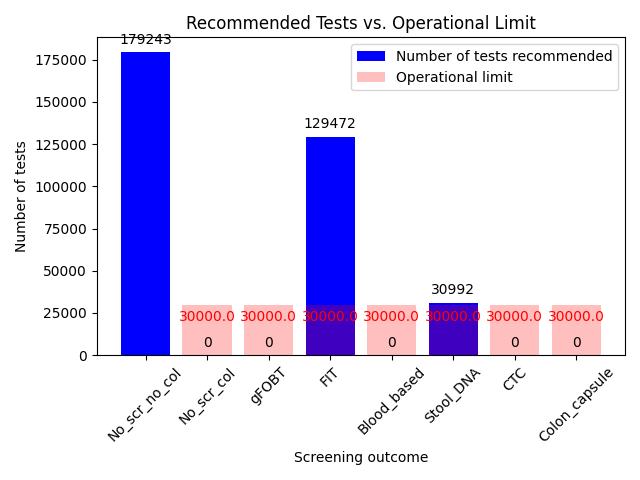 Recommended Tests vs. Operational Limit
179243
Number of tests recommended
Operational limit
129472
30992
30000.0 30000.0 30000.0 30000.0 30000.0 30000.0 30000.0
0 0 0 0 0
175000
150000
125000
100000
75000
50000
25000
0
Number of tests
No_scr_no_col
No_scr_col
gFOBT
FIT
Blood_based
Stool_DNA
CTC
Colon_capsule
Screening outcome